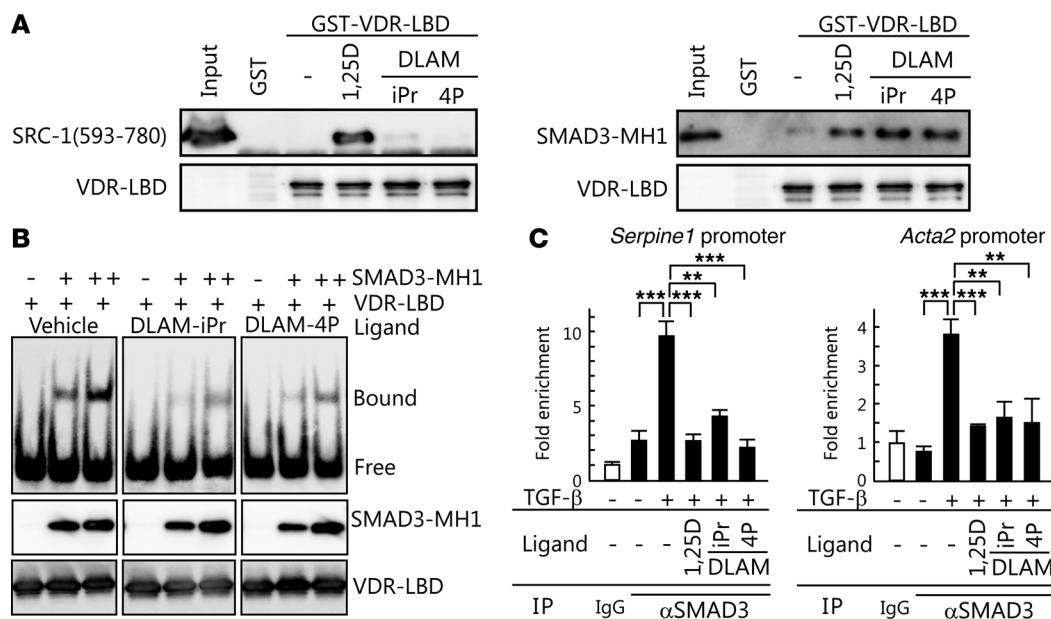 A
GST-VDR-LBD
Input
GST
-
1,25D
DLAM
iPr
4P
SRC-1(593-780)
VDR-LBD
GST-VDR-LBD
Input
GST
-
1,25D
DLAM
iPr
4P
SMAD3-MH1
VDR-LBD
B
- + ++ - + ++ - + ++ SMAD3-MH1
+ + + + + + + + + VDR-LBD
Vehicle DLAM-iPr DLAM-4P Ligand
Bound
Free
SMAD3-MH1
VDR-LBD
C
Serpine1 promoter
***
**
*** ***
Fold enrichment
10
5
0
TGF-β - - + + + +
Ligand - - - 1,25D iPr 4P
DLAM
IP IgG αSMAD3
Acta2 promoter
**
**
*** ***
Fold enrichment
4
3
2
1
0
TGF-β - - + + + +
Ligand - - - 1,25D iPr 4P
DLAM
IP IgG αSMAD3